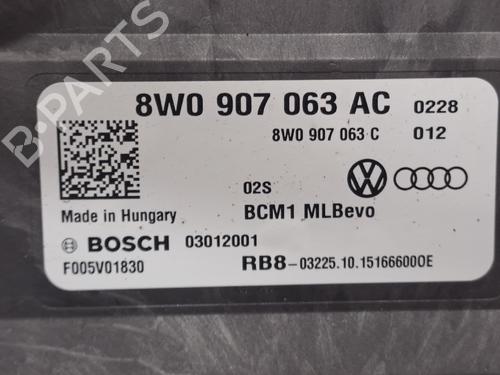 8W0 907 063 AC 0228
8W0 907 063 C 012
02S
Made in Hungary BCM1 MLBevo
BOSCH 03012001
F005V01830 RB8-03225.10.151666000E
B-PARTS